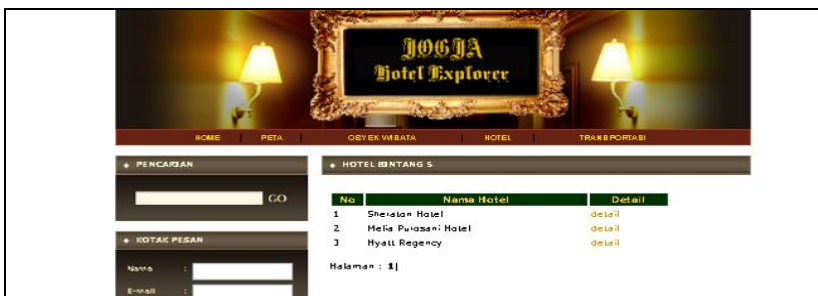 JOGJA
Hotel Explorer
HOME | PETA | OBYEK WISATA | HOTEL | TRANSPORTASI
PENCARIAN
GO
KOTAK PESAN
Nama :
E-mail :
HOTEL BINTANG 5
No Nama Hotel Detail
1 Sheraton Hotel detail
2 Melia Purosani Hotel detail
3 Hyatt Regency detail
Halaman : 1|